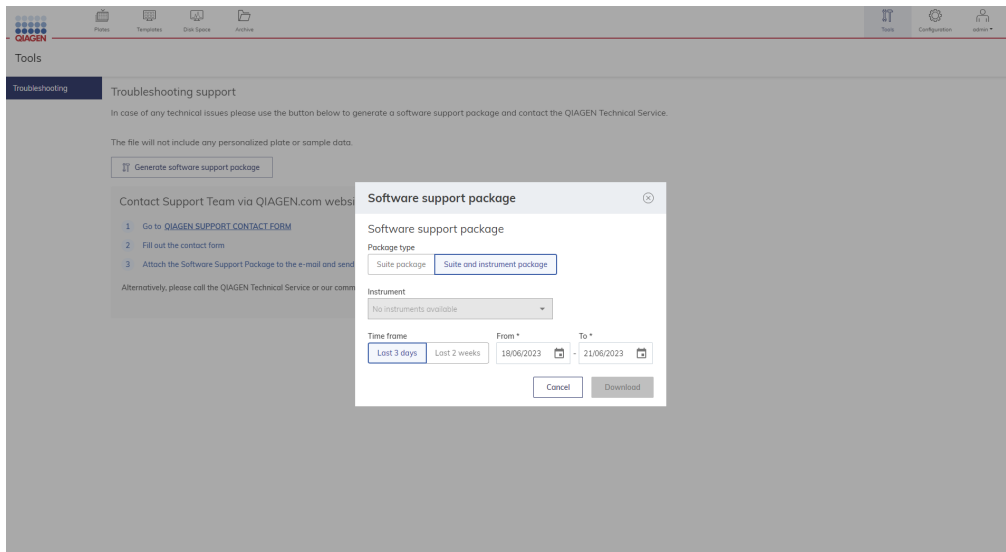 QIAGEN
Plates
Templates
Disk Space
Archive
Tools
Configuration
admin
Tools
Troubleshooting
Troubleshooting support
In case of any technical issues please use the button below to generate a software support package and contact the QIAGEN Technical Service.
The file will not include any personalized plate or sample data.
Generate software support package
Contact Support Team via QIAGEN.com websi
1 Go to QIAGEN SUPPORT CONTACT FORM
2 Fill out the contact form
3 Attach the Software Support Package to the e-mail and send
Alternatively, please call the QIAGEN Technical Service or our comm
Software support package
Software support package
Package type
Suite package Suite and instrument package
Instrument
No instruments available
Time frame From * To *
Last 3 days Last 2 weeks 18/06/2023 - 21/06/2023
Cancel Download